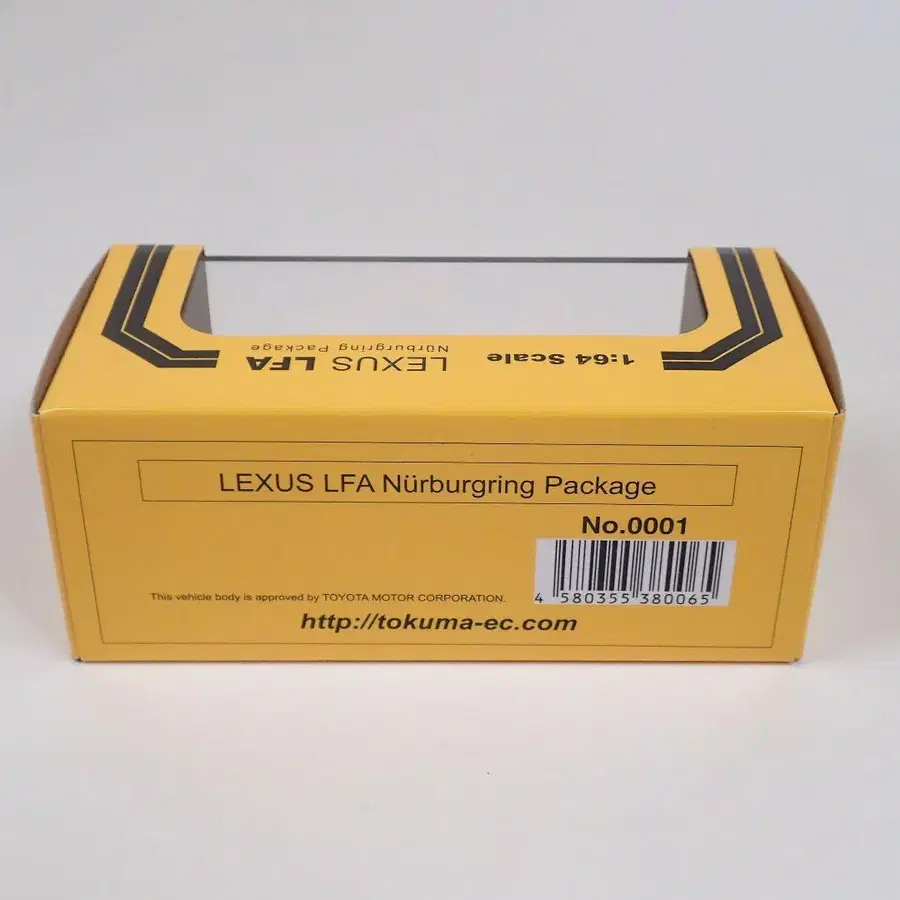 LEXUS LFA
Nürburgring Package
1:64 Scale
LEXUS LFA Nürburgring Package
No.0001
4 580355 380065
This vehicle body is approved by TOYOTA MOTOR CORPORATION.
http://tokuma-ec.com